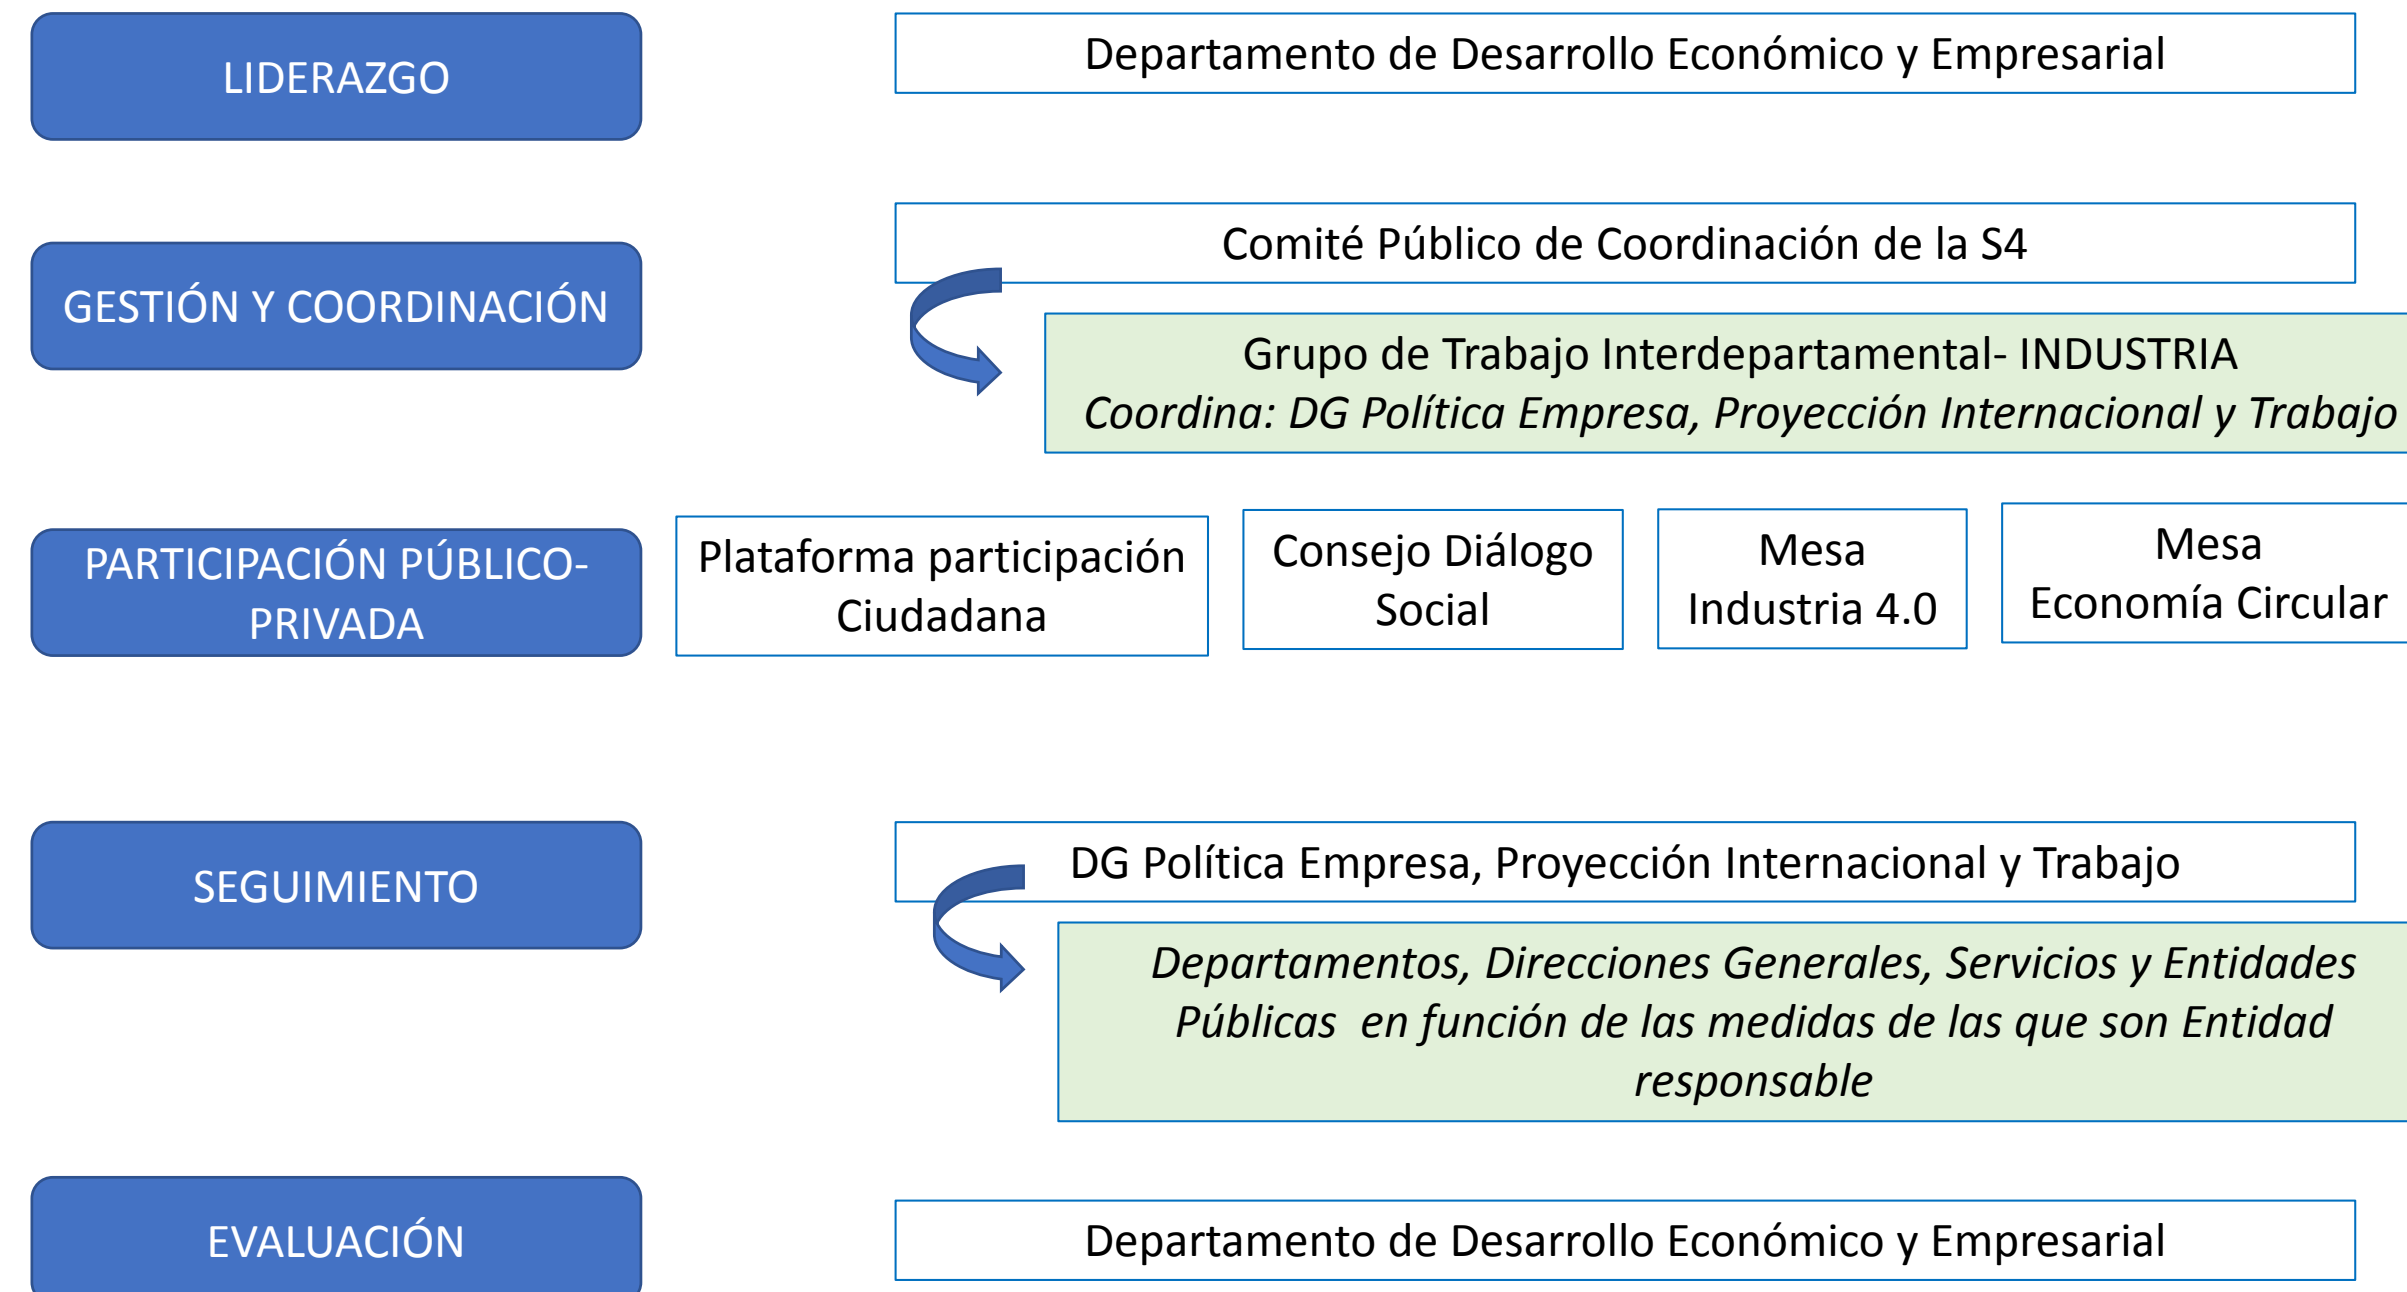 LIDERAZGO
Departamento de Desarrollo Económico y Empresarial
GESTIÓN Y COORDINACIÓN
Comité Público de Coordinación de la S4
Grupo de Trabajo Interdepartamental- INDUSTRIA
Coordina: DG Política Empresa, Proyección Internacional y Trabajo
PARTICIPACIÓN PÚBLICO-
PRIVADA
Plataforma participación
Ciudadana
Consejo Diálogo
Social
Mesa
Industria 4.0
Mesa
Economía Circular
SEGUIMIENTO
DG Política Empresa, Proyección Internacional y Trabajo
Departamentos, Direcciones Generales, Servicios y Entidades
Públicas  en función de las medidas de las que son Entidad
responsable
EVALUACIÓN
Departamento de Desarrollo Económico y Empresarial